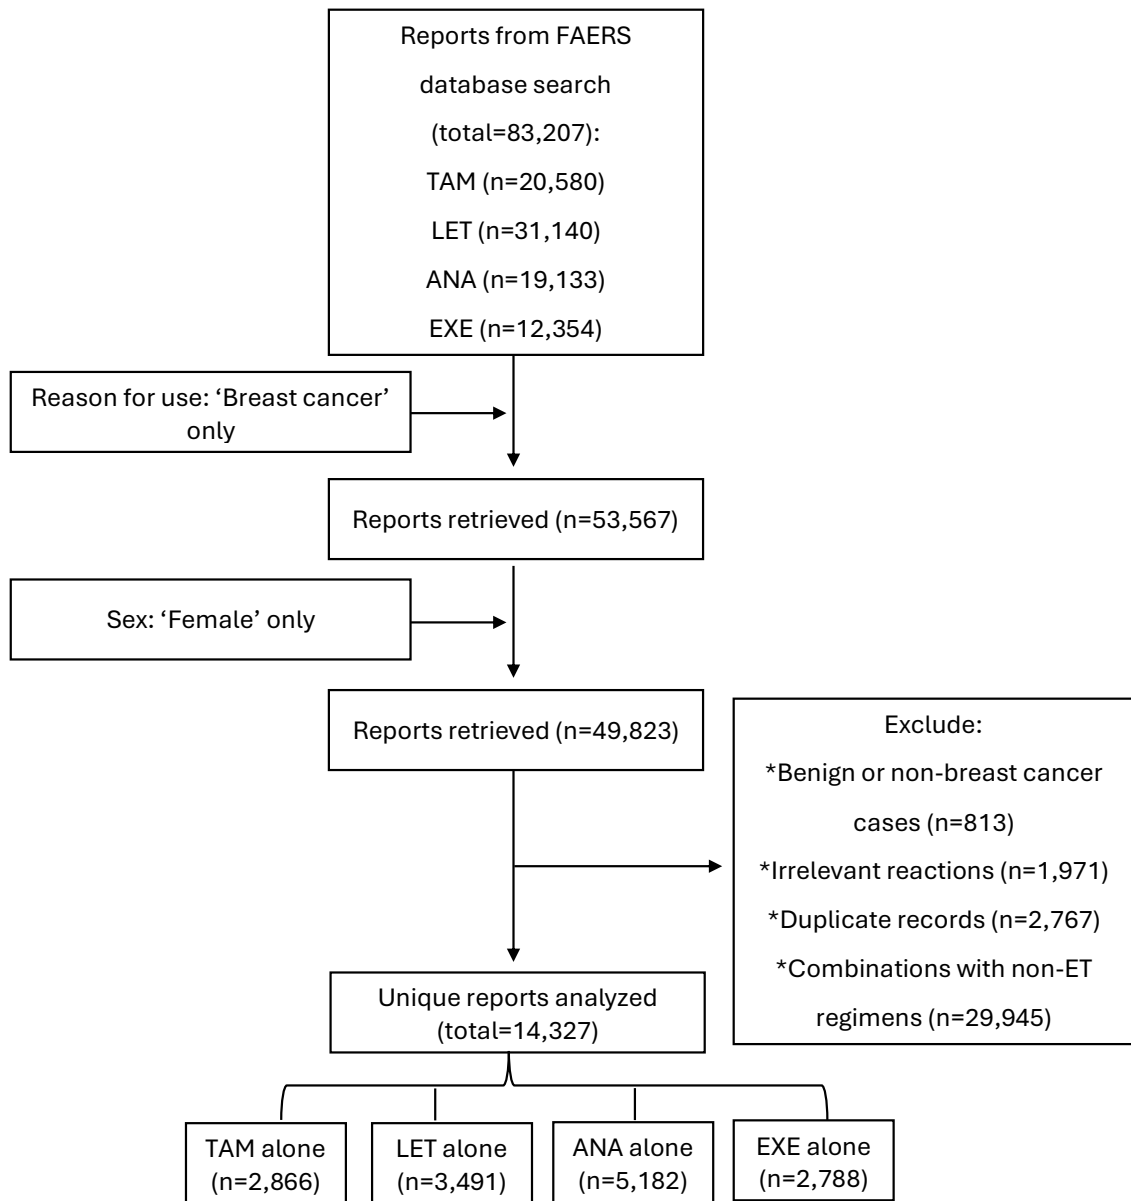 Reports from FAERS
database search
(total=83,207):
TAM (n=20,580)
LET (n=31,140)
ANA (n=19,133)
EXE (n=12,354)
Reason for use: ‘Breast cancer’
only
Reports retrieved (n=53,567)
Sex: ‘Female’ only
Reports retrieved (n=49,823)
Exclude:
*Benign or non-breast cancer
cases (n=813)
*Irrelevant reactions (n=1,971)
*Duplicate records (n=2,767)
*Combinations with non-ET
regimens (n=29,945)
Unique reports analyzed
(total=14,327)
TAM alone
(n=2,866)
LET alone
(n=3,491)
ANA alone
(n=5,182)
EXE alone
(n=2,788)